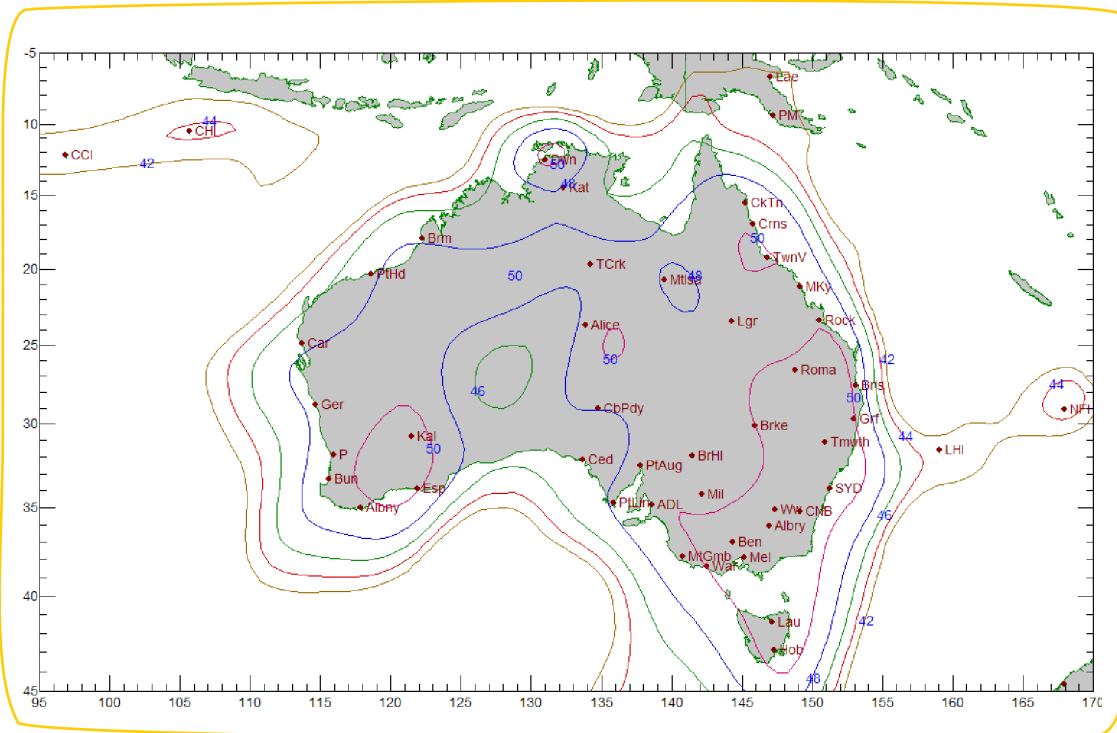 -5
Lae
10
44
CHI
PM
CCI
42
Dwn
50
48
Kat
15
CkTn
Crns
Brm
50
TwnV
TCrk
20
PtHd
50
48
MtIsa
MKy
Alice
Lgr
Rock
Car
25
50
42
Roma
46
Bns
44
50
Ger
CbPdy
NFI
Grf
30
Brke
Kal
Tmwth
44
P
50
BrHl
LHI
Ced
PtAug
Bun
Esp
Mil
SYD
PtLin
ADL
35
Albny
CNB
46
Albry
Ben
MtGmb
Mel
War
40
Lau
42
Hob
48
45
95 100 105 110 115 120 125 130 135 140 145 150 155 160 165 170